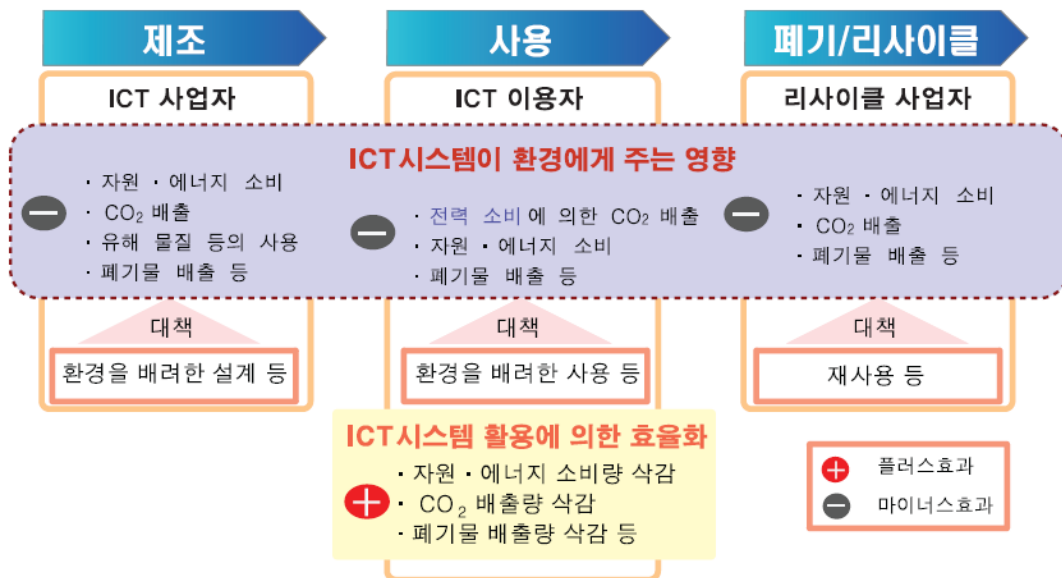 제조
사용
폐기/리사이클
ICT 사업자
ICT 이용자
리사이클 사업자
ICT시스템이 환경에게 주는 영향
· 자원 · 에너지 소비
· CO₂ 배출
· 유해 물질 등의 사용
· 폐기물 배출 등
· 전력 소비에 의한 CO₂ 배출
· 자원 · 에너지 소비
· 폐기물 배출 등
· 자원 · 에너지 소비
· CO₂ 배출
· 폐기물 배출 등
대책
대책
대책
환경을 배려한 설계 등
환경을 배려한 사용 등
재사용 등
ICT시스템 활용에 의한 효율화
· 자원 · 에너지 소비량 삭감
· CO₂ 배출량 삭감
· 폐기물 배출량 삭감 등
플러스효과
마이너스효과